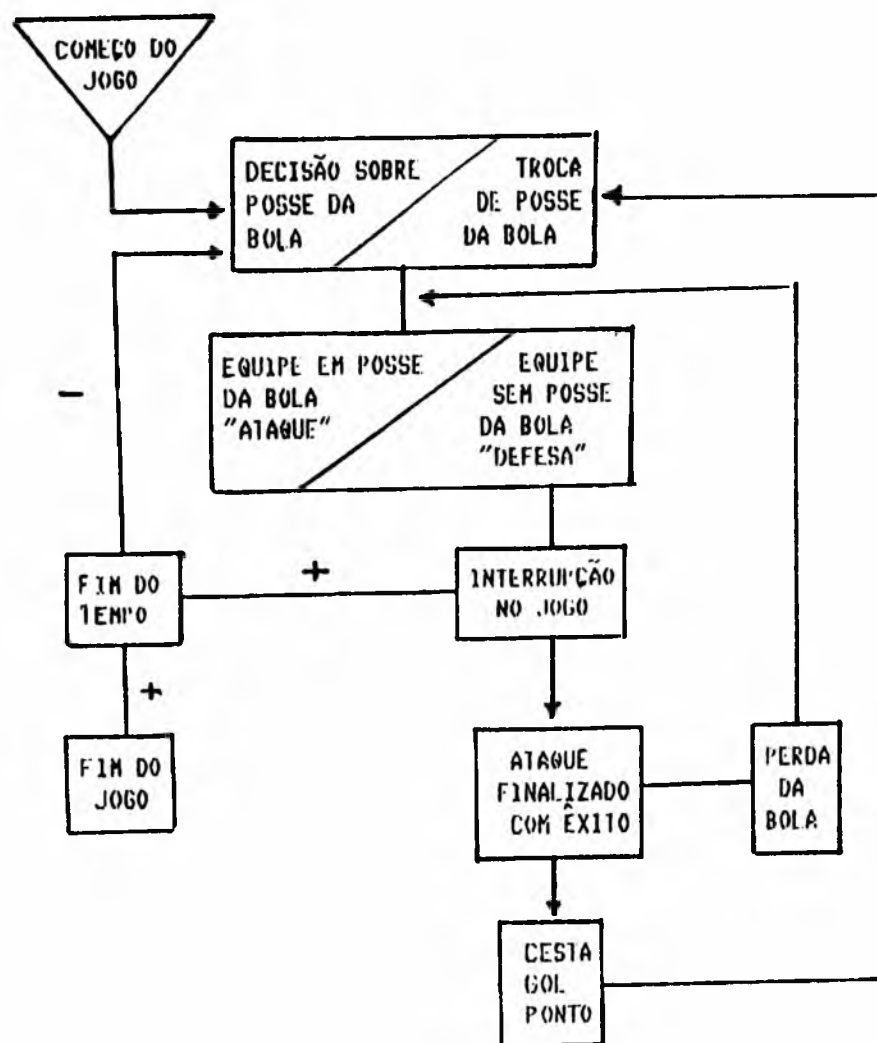 COMEÇO DO
JOGO
DECISÃO SOBRE
POSSE DA
BOLA
TROCA
DE POSSE
DA BOLA
EQUIPE EM POSSE
DA BOLA
"ATAQUE"
EQUIPE
SEM POSSE
DA BOLA
"DEFESA"
-
+
FIM DO
TEMPO
INTERRUPÇÃO
NO JOGO
+
FIM DO
JOGO
ATAQUE
FINALIZADO
COM ÊXITO
PERDA
DA
BOLA
CESTA
GOL
PONTO